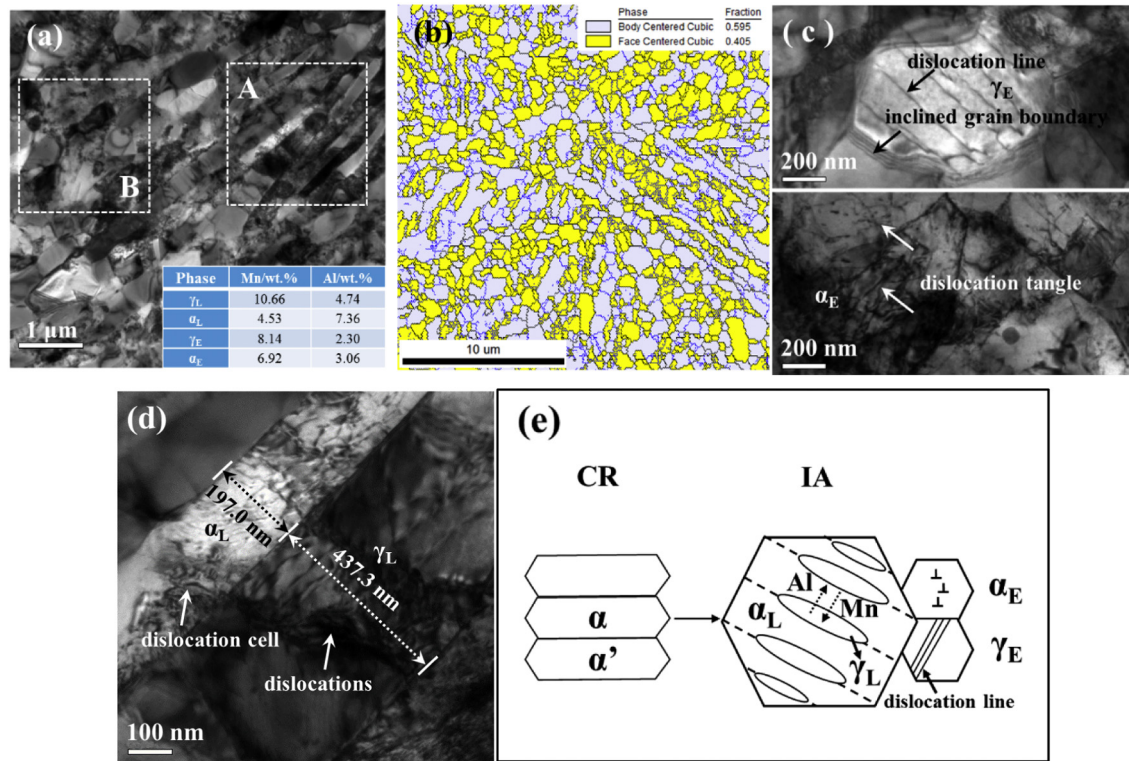 (a)
A
B
Phase Mn/wt.% Al/wt.%
γL 10.66 4.74
αL 4.53 7.36
γE 8.14 2.30
αE 6.92 3.06
1 μm
(b)
Phase Fraction
Body Centered Cubic 0.595
Face Centered Cubic 0.405
10 um
( c )
dislocation line
γE
inclined grain boundary
200 nm
dislocation tangle
αE
200 nm
(d)
197.0 nm
αL
γL
437.3 nm
dislocation cell
dislocations
100 nm
(e)
CR IA
α
α’
Al
Mn
αL
γL
αE
γE
dislocation line